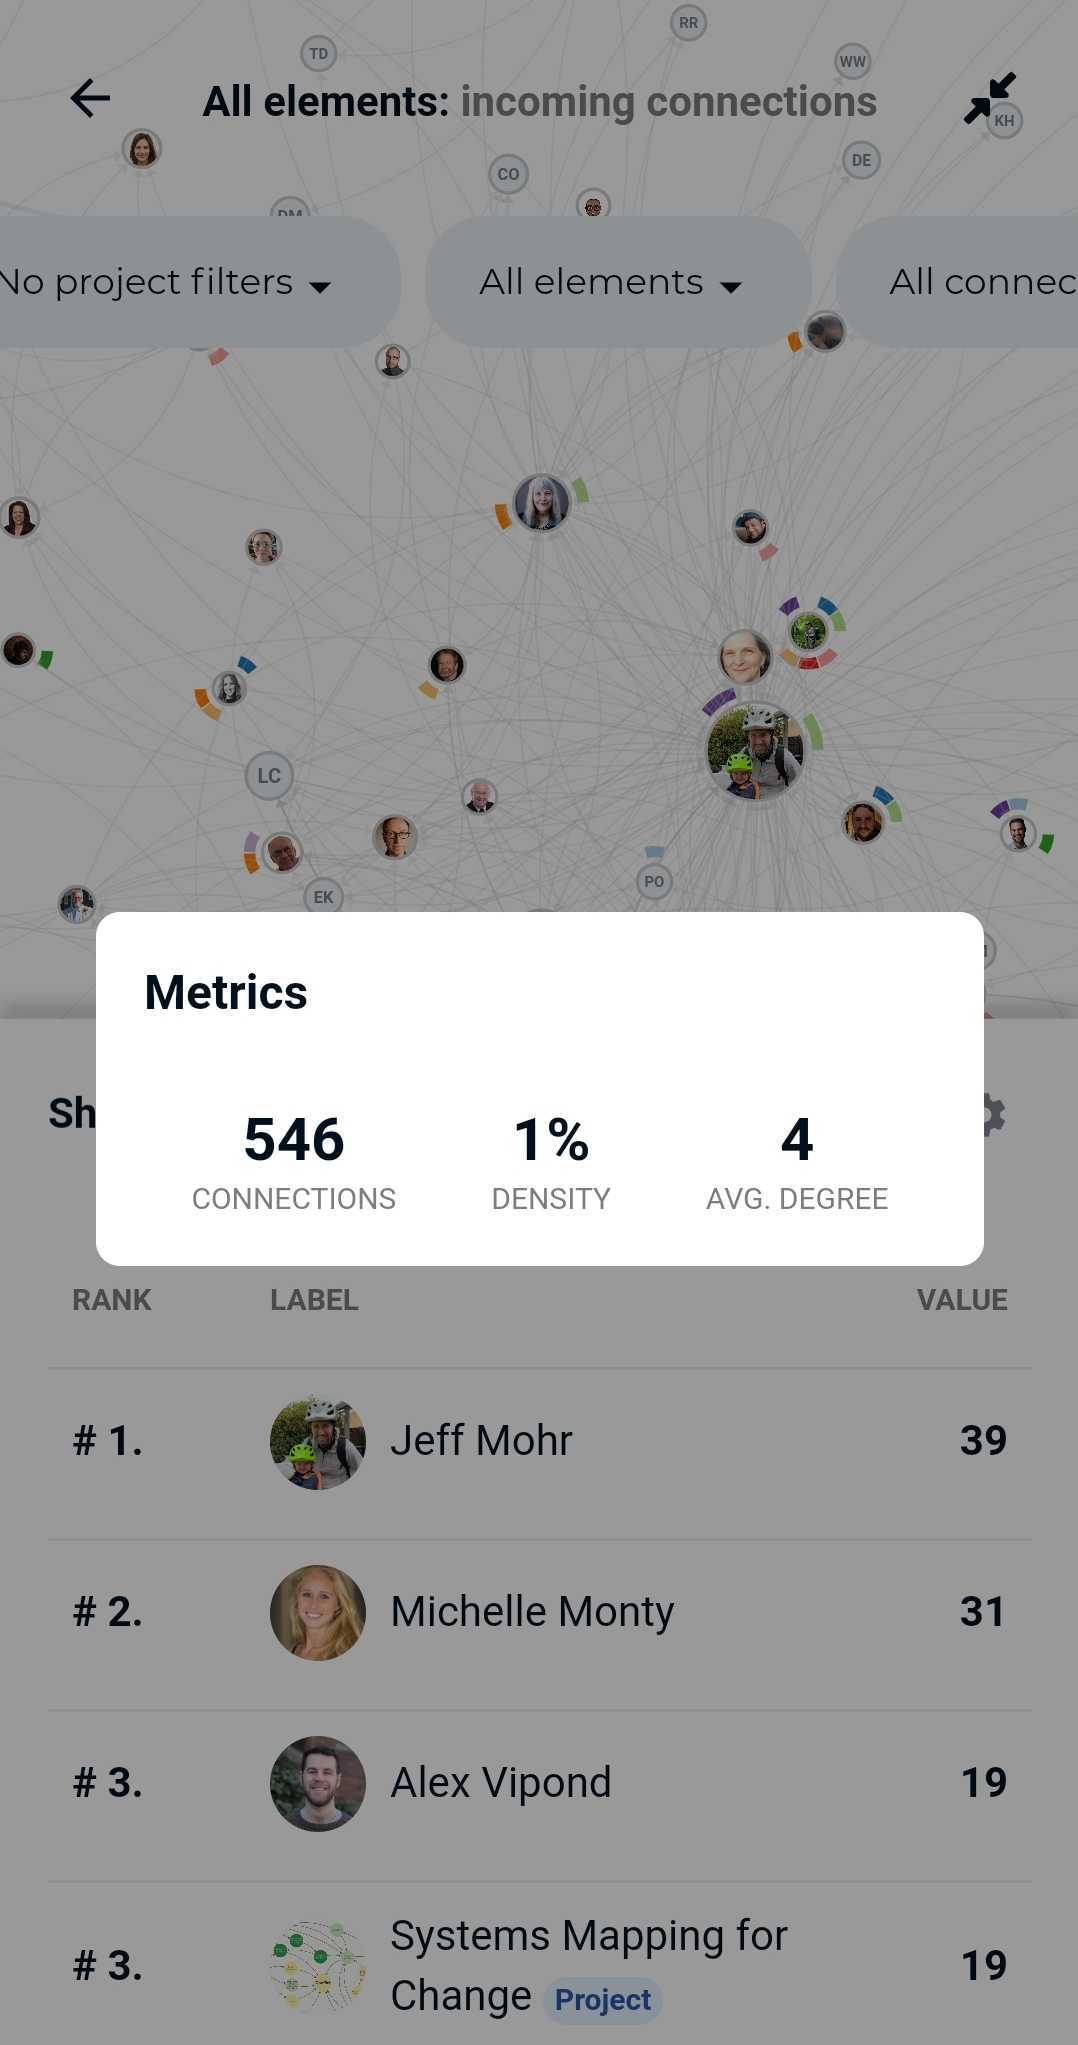 RR
TD
WW
All elements: incoming connections
KH
CO
DE
DM
No project filters
All elements
All connec
LC
PO
EK
Metrics
Sh
546
1%
4
CONNECTIONS
DENSITY
AVG. DEGREE
RANK
LABEL
VALUE
# 1.
Jeff Mohr
39
# 2.
Michelle Monty
31
# 3.
Alex Vipond
19
# 3.
Systems Mapping for
Change Project
19